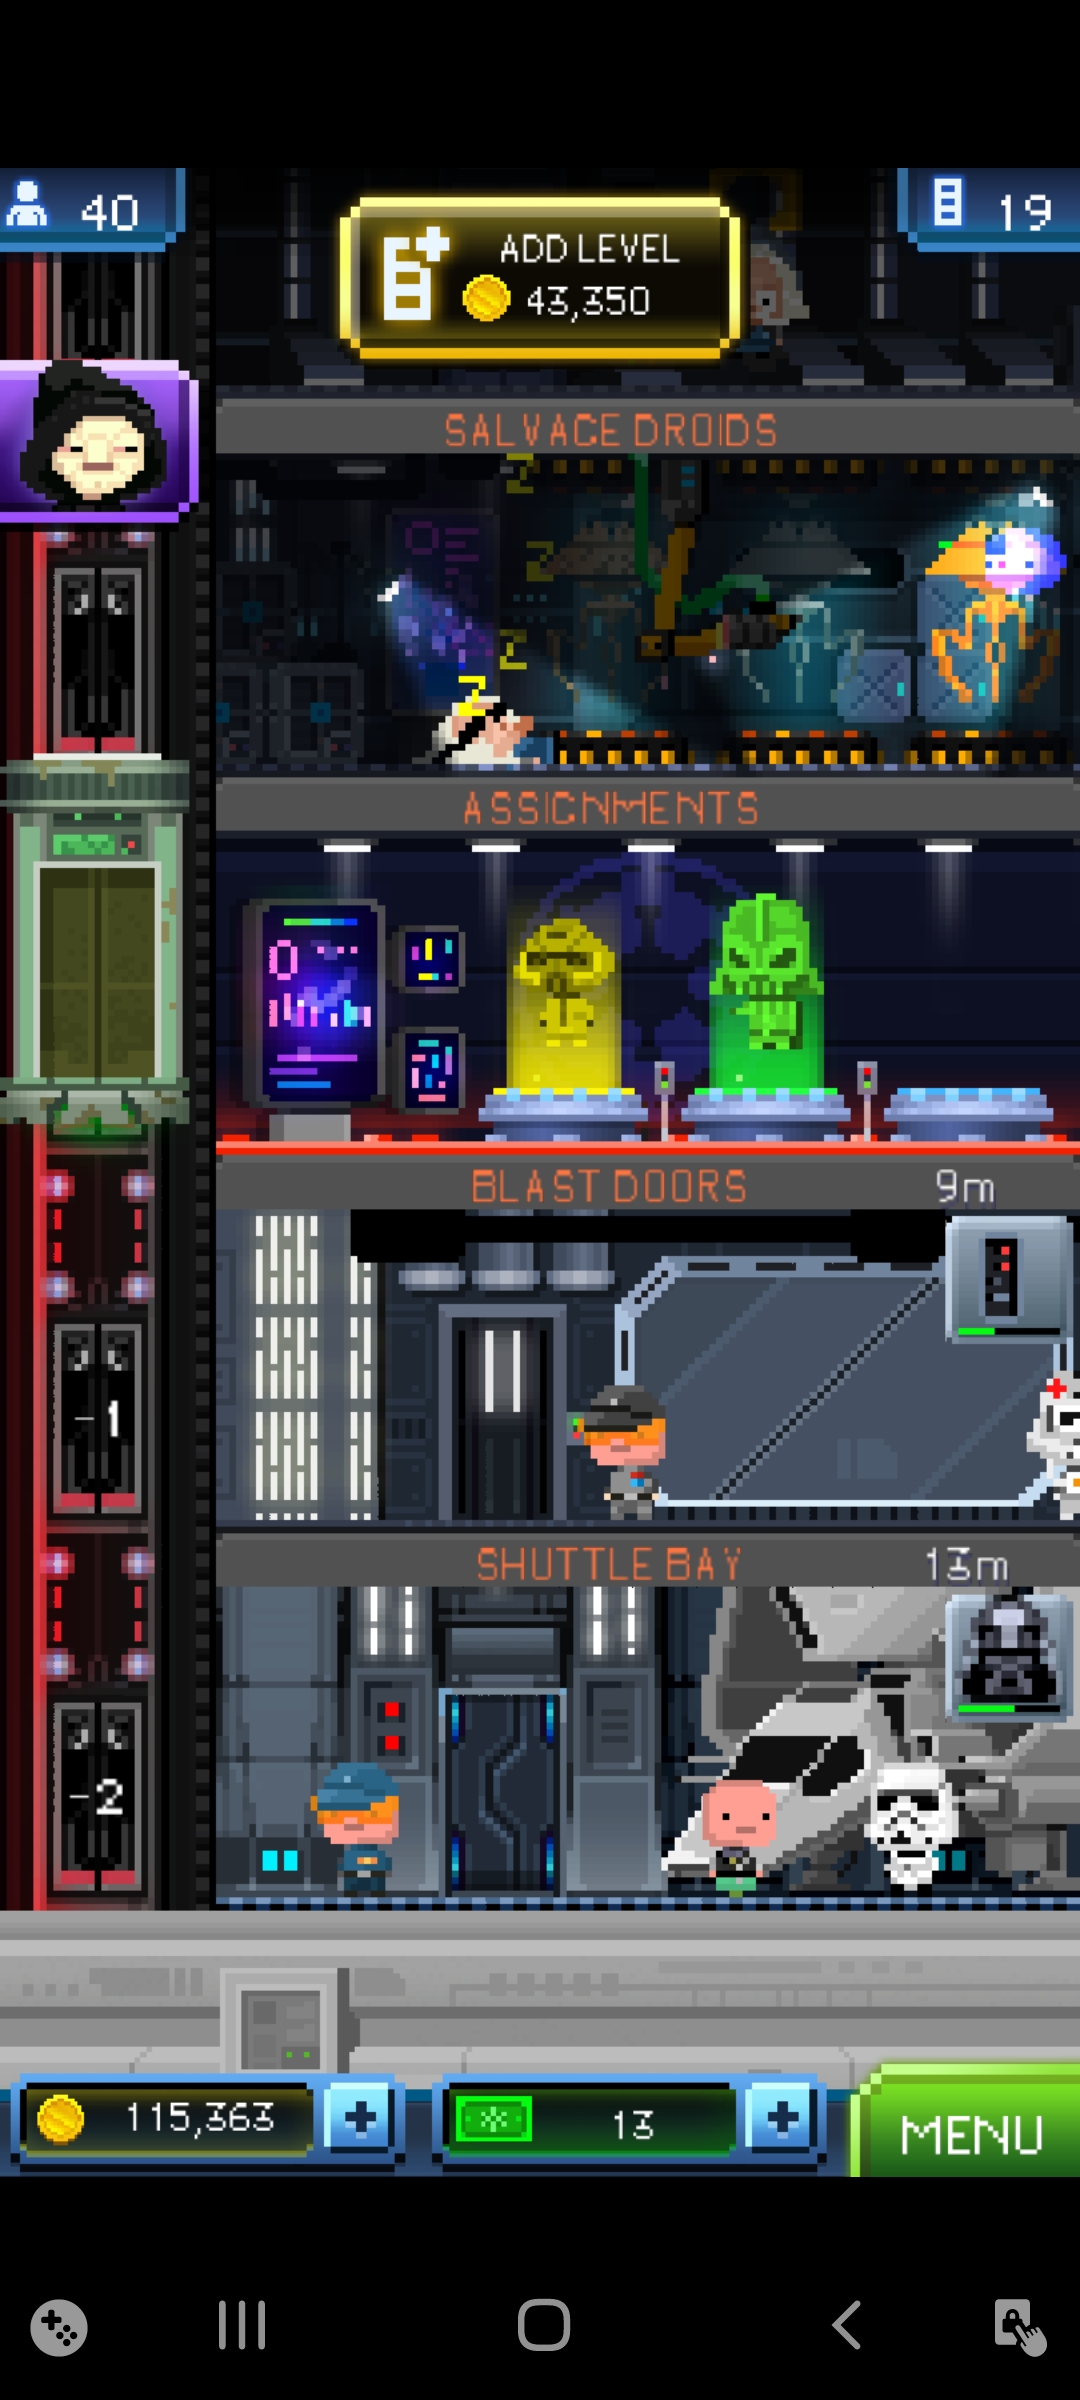 40
ADD LEVEL
43,350
19
SALVAGE DROIDS
Z
Z
Z
Z
ASSIGNMENTS
BLAST DOORS 9m
-1
SHUTTLE BAY 13m
-2
115,363
13
MENU